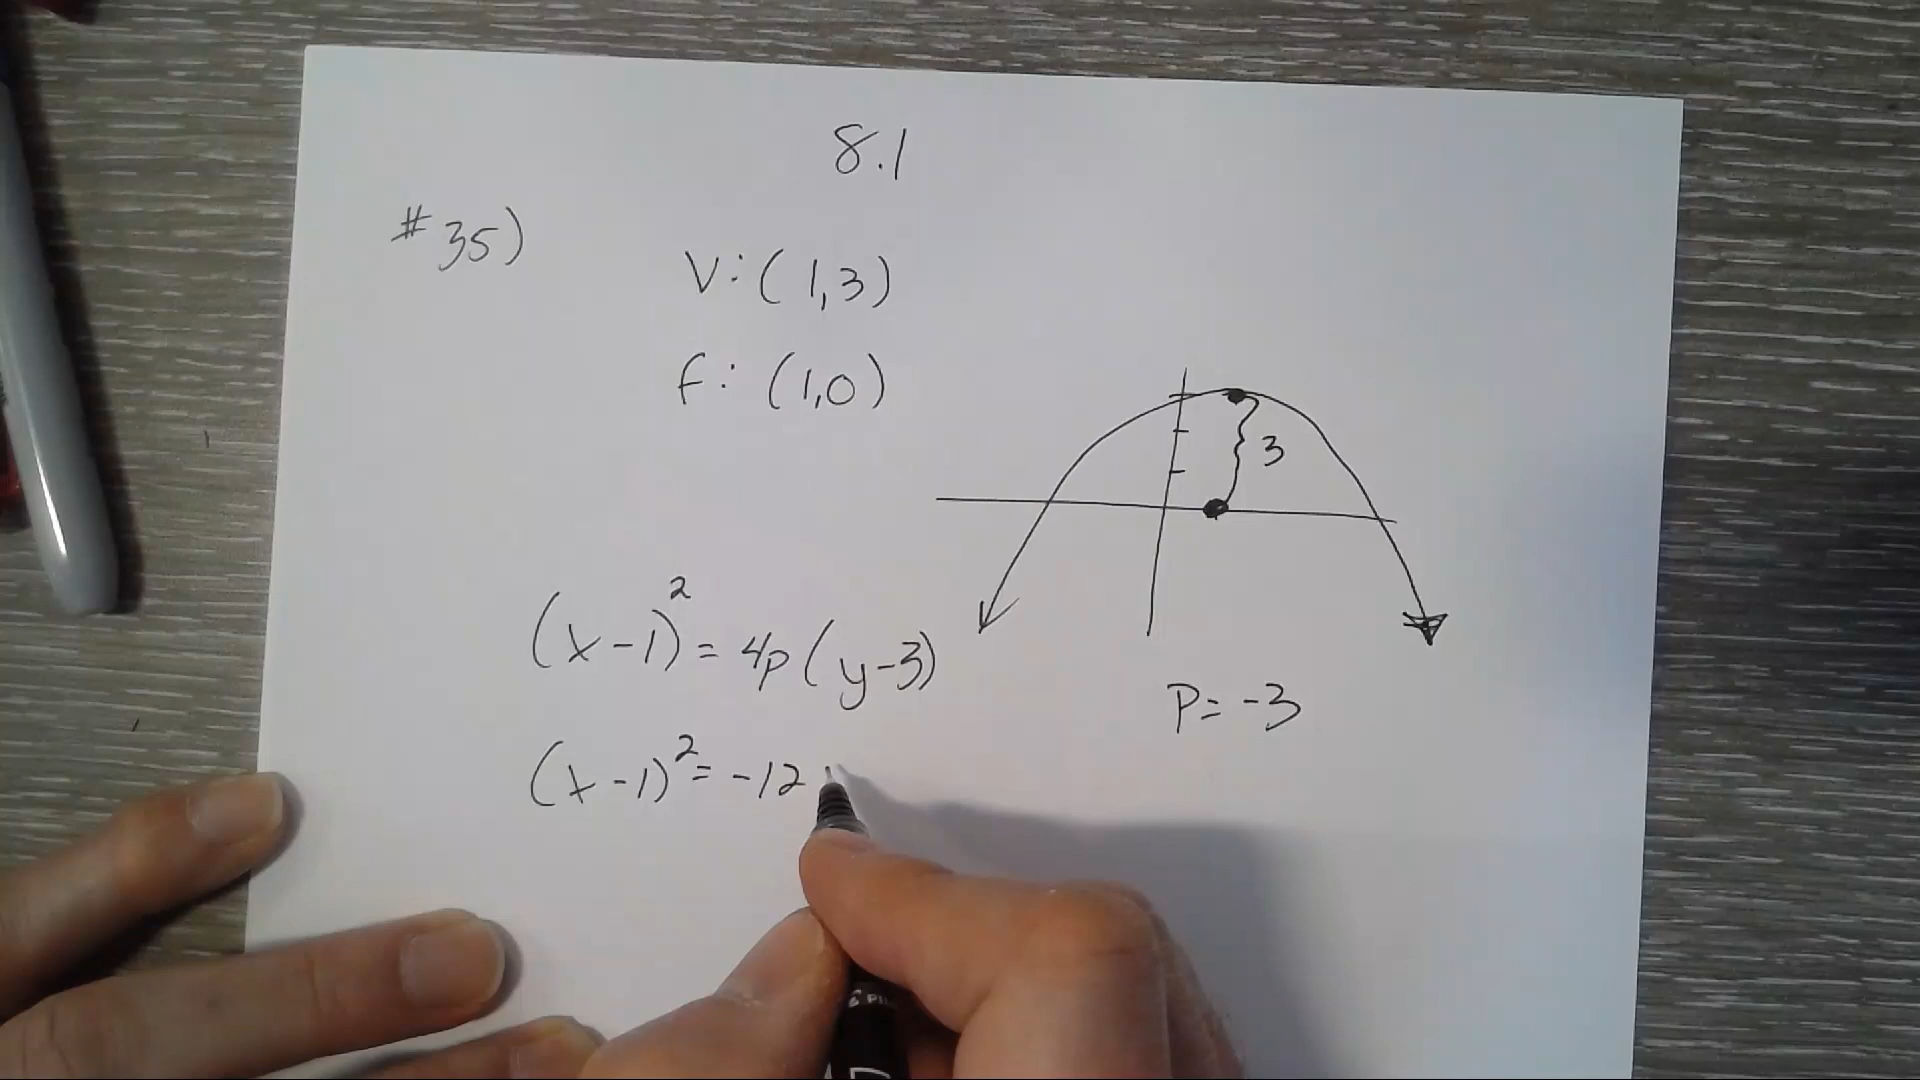 8.1
#35)
V: (1,3)
f: (1,0)
3
(x-1)² = 4p(y-3)
P = -3
(x-1)² = -12